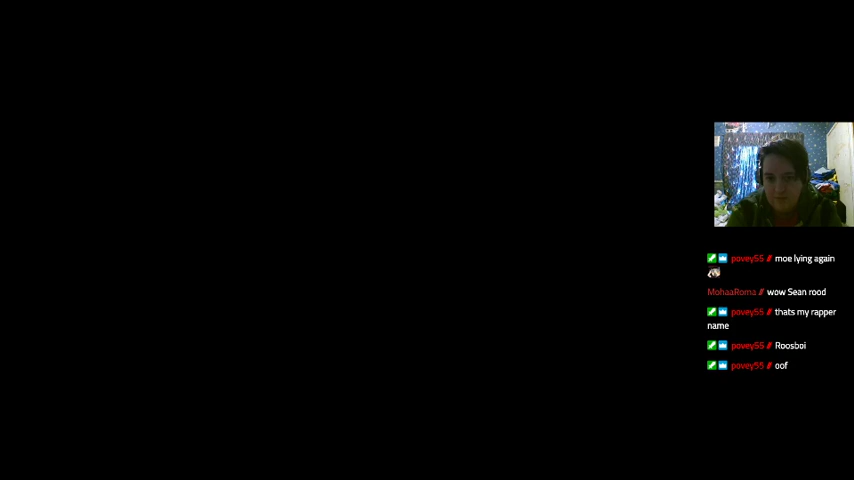 povey55 // moe lying again
MohaaRoma // wow Sean rood
povey55 // thats my rapper
name
povey55 // Roosboi
povey55 // oof